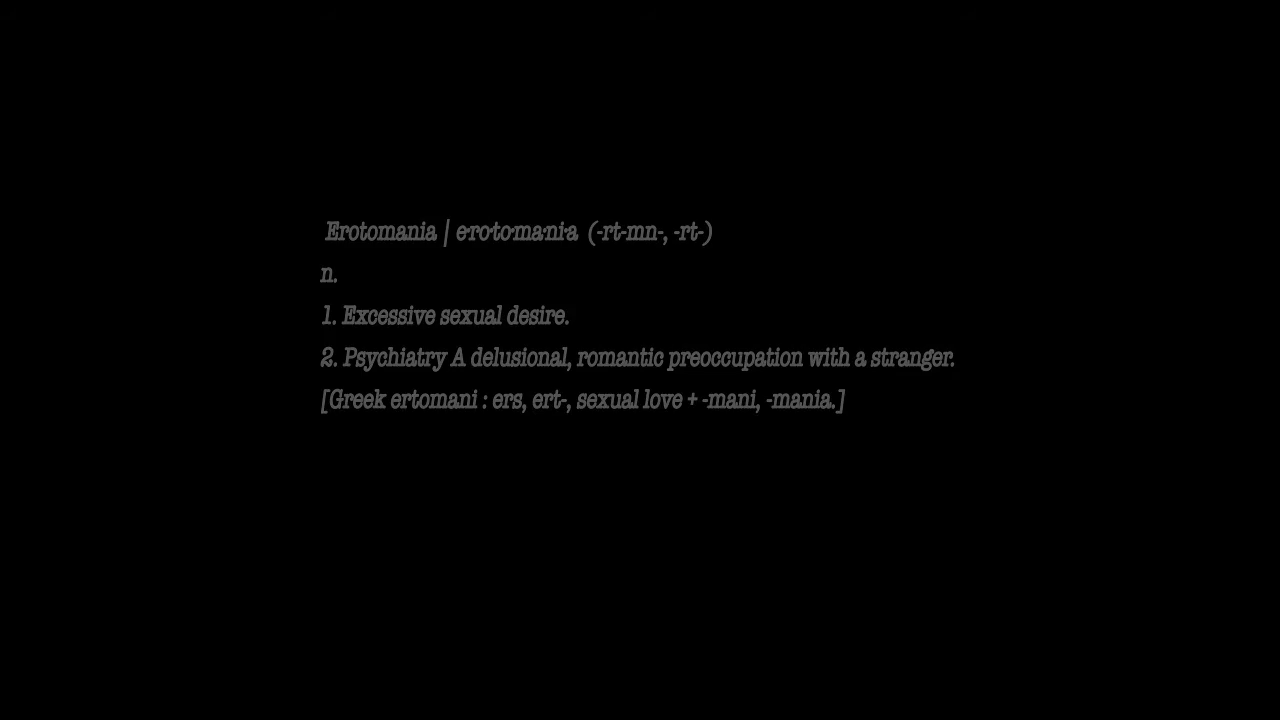 Erotomania | e·ro·to·ma·ni·a (-rt-mn-, -rt-)
n.
1. Excessive sexual desire.
2. Psychiatry A delusional, romantic preoccupation with a stranger.
[Greek ertomani : ers, ert-, sexual love + -mani, -mania.]